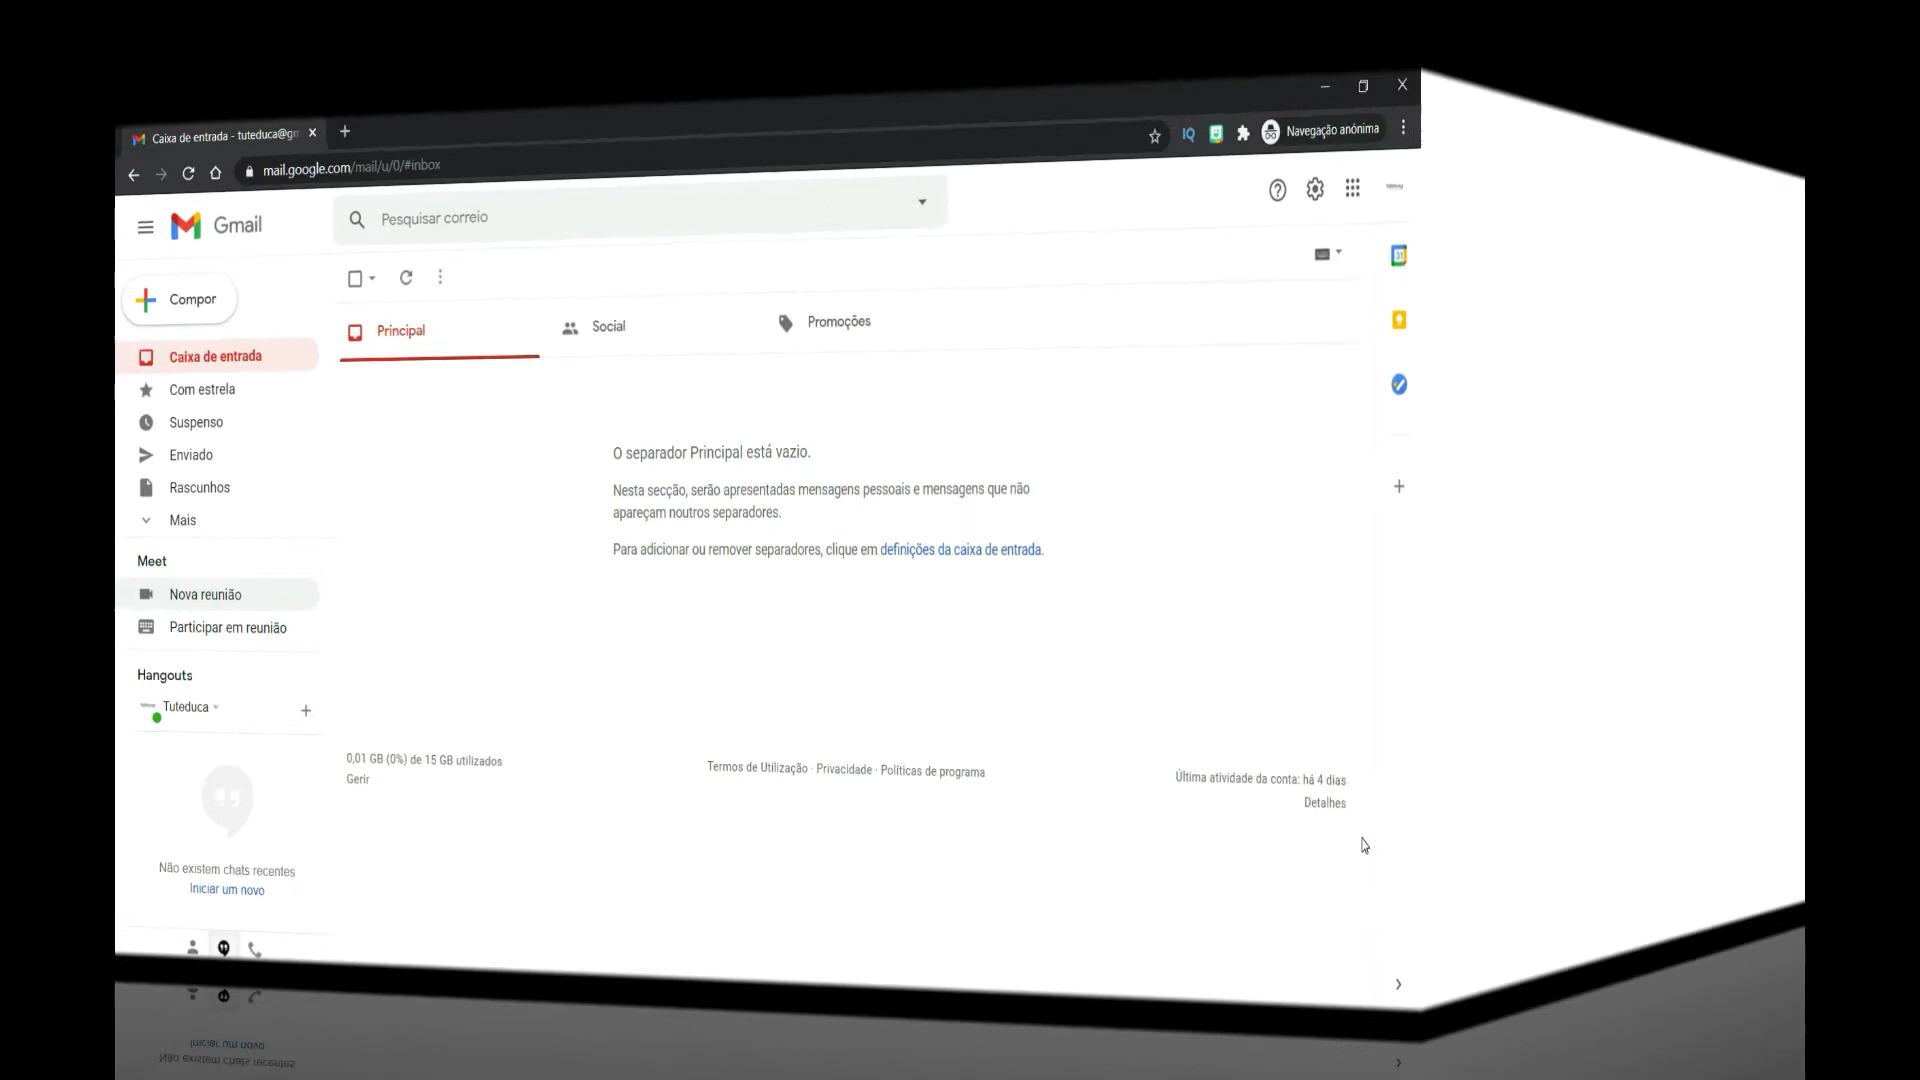 Caixa de entrada - tuteduca@gm
Navegação anónima
mail.google.com/mail/u/0/#inbox
Gmail
Pesquisar correio
Compor
Principal
Social
Promoções
Caixa de entrada
Com estrela
Suspenso
Enviado
Rascunhos
Mais
O separador Principal está vazio.
Nesta secção, serão apresentadas mensagens pessoais e mensagens que não
apareçam noutros separadores.
Para adicionar ou remover separadores, clique em definições da caixa de entrada.
Meet
Nova reunião
Participar em reunião
Hangouts
Tuteduca
0,01 GB (0%) de 15 GB utilizados
Gerir
Termos de Utilização · Privacidade · Políticas de programa
Última atividade da conta: há 4 dias
Detalhes
Não existem chats recentes
Iniciar um novo